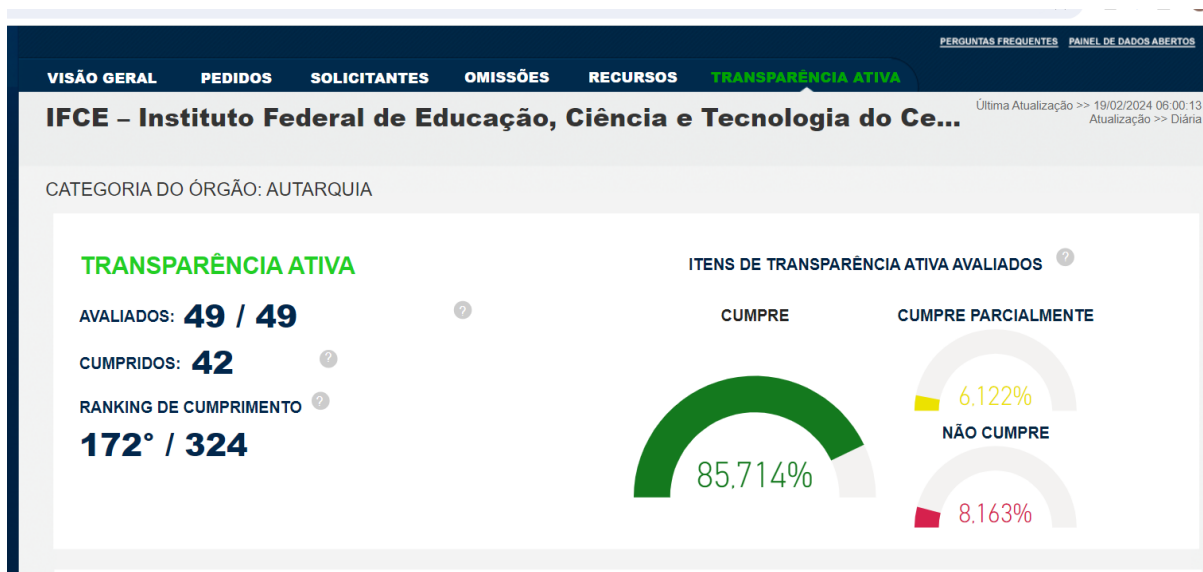 PERGUNTAS FREQUENTES PAINEL DE DADOS ABERTOS
VISÃO GERAL PEDIDOS SOLICITANTES OMISSÕES RECURSOS TRANSPARÊNCIA ATIVA
IFCE – Instituto Federal de Educação, Ciência e Tecnologia do Ce...
Última Atualização >> 19/02/2024 06:00:13
Atualização >> Diária
CATEGORIA DO ÓRGÃO: AUTARQUIA
TRANSPARÊNCIA ATIVA
AVALIADOS: 49 / 49 ?
CUMPRIDOS: 42 ?
RANKING DE CUMPRIMENTO ?
172° / 324
ITENS DE TRANSPARÊNCIA ATIVA AVALIADOS ?
CUMPRE
85,714%
CUMPRE PARCIALMENTE
6,122%
NÃO CUMPRE
8,163%